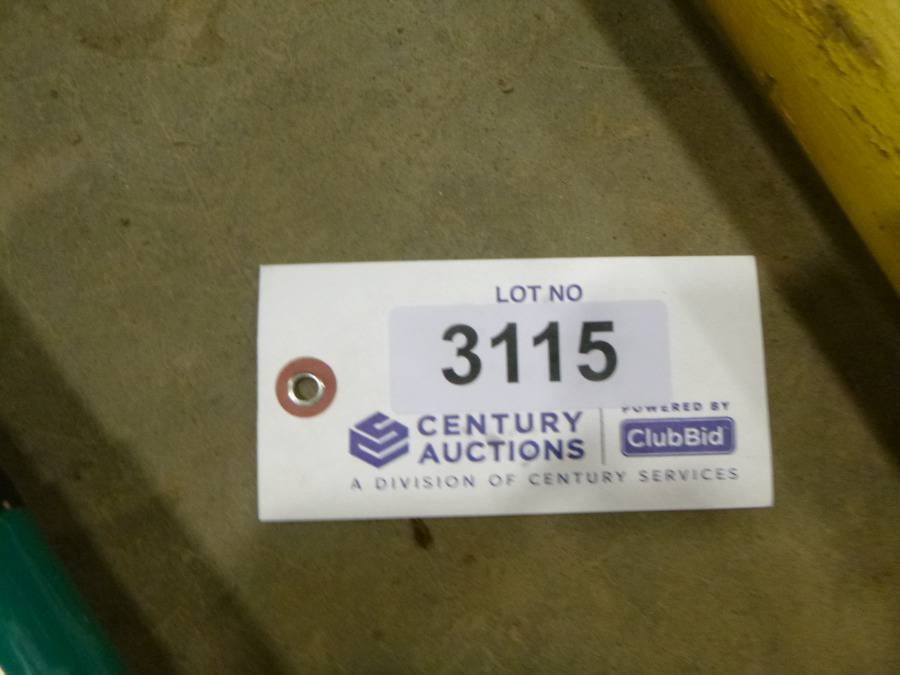 LOT NO
3115
CENTURY AUCTIONS
POWERED BY
ClubBid
A DIVISION OF CENTURY SERVICES